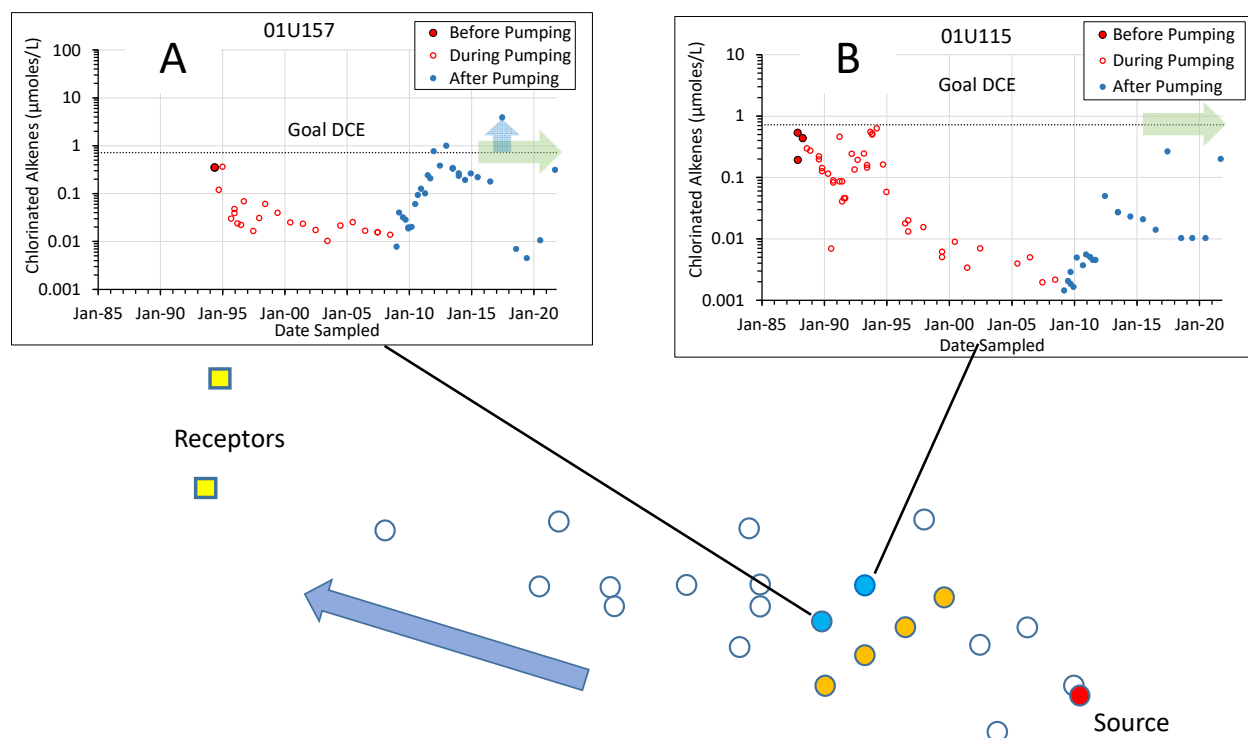 01U157
A
Before Pumping
During Pumping
After Pumping
Goal DCE
Chlorinated Alkenes (µmoles/L)
100
10
1
0.1
0.01
0.001
Jan-85 Jan-90 Jan-95 Jan-00 Jan-05 Jan-10 Jan-15 Jan-20
Date Sampled
01U115
B
Before Pumping
During Pumping
After Pumping
Goal DCE
Chlorinated Alkenes (µmoles/L)
10
1
0.1
0.01
0.001
Jan-85 Jan-90 Jan-95 Jan-00 Jan-05 Jan-10 Jan-15 Jan-20
Date Sampled
Receptors
Source